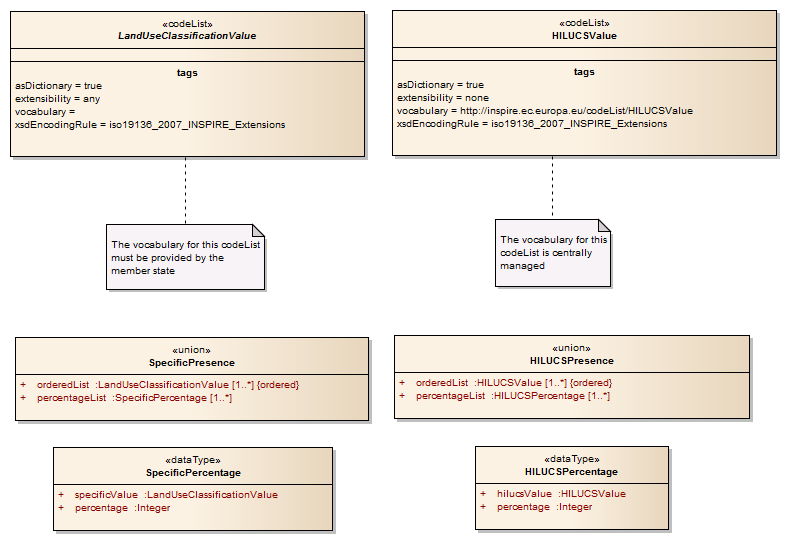 «codeList»
LandUseClassificationValue
tags
asDictionary = true
extensibility = any
vocabulary =
xsdEncodingRule = iso19136_2007_INSPIRE_Extensions
«codeList»
HILUCSValue
tags
asDictionary = true
extensibility = none
vocabulary = http://inspire.ec.europa.eu/codeList/HILUCSValue
xsdEncodingRule = iso19136_2007_INSPIRE_Extensions
The vocabulary for this codeList
must be provided by the
member state
The vocabulary for this
codeList is centrally
managed
«union»
SpecificPresence
+ orderedList :LandUseClassificationValue [1..*] {ordered}
+ percentageList :SpecificPercentage [1..*]
«union»
HILUCSPresence
+ orderedList :HILUCSValue [1..*] {ordered}
+ percentageList :HILUCSPercentage [1..*]
«dataType»
SpecificPercentage
+ specificValue :LandUseClassificationValue
+ percentage :Integer
«dataType»
HILUCSPercentage
+ hilucsValue :HILUCSValue
+ percentage :Integer